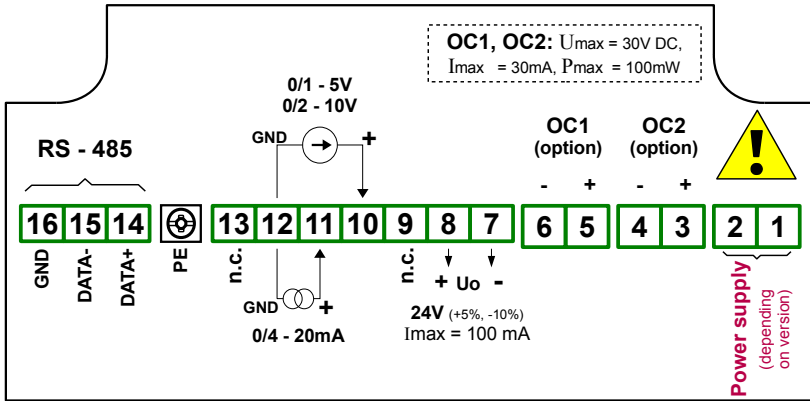 OC1, OC2: Umax = 30V DC,
Imax = 30mA, Pmax = 100mW
0/1 - 5V
0/2 - 10V
GND +
RS - 485
OC1
(option)
- +
OC2
(option)
- +
16 15 14 13 12 11 10 9 8 7 6 5 4 3 2 1
GND
DATA-
DATA+
PE
n.c.
GND +
0/4 - 20mA
n.c.
+ Uo -
24V (+5%, -10%)
Imax = 100 mA
Power supply
(depending
on version)